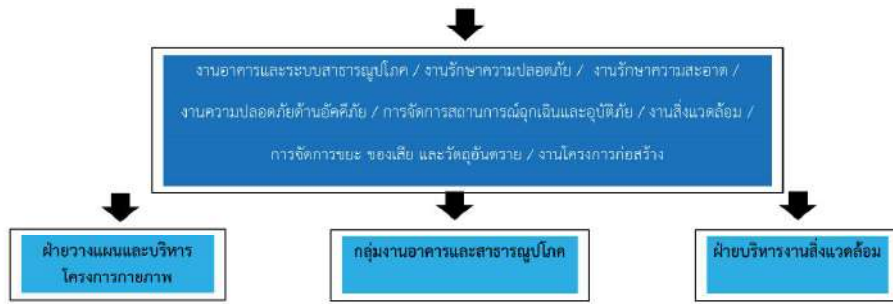 งานอาคารและระบบสาธารณูปโภค / งานรักษาความปลอดภัย / งานรักษาความสะอาด /
งานความปลอดภัยด้านอัคคีภัย / การจัดการสถานการณ์ฉุกเฉินและอุบัติภัย / งานสิ่งแวดล้อม /
การจัดการขยะ ของเสีย และวัตถุอันตราย / งานโครงการก่อสร้าง
ฝ่ายวางแผนและบริหาร
โครงการกายภาพ
กลุ่มงานอาคารและสาธารณูปโภค
ฝ่ายบริหารงานสิ่งแวดล้อม